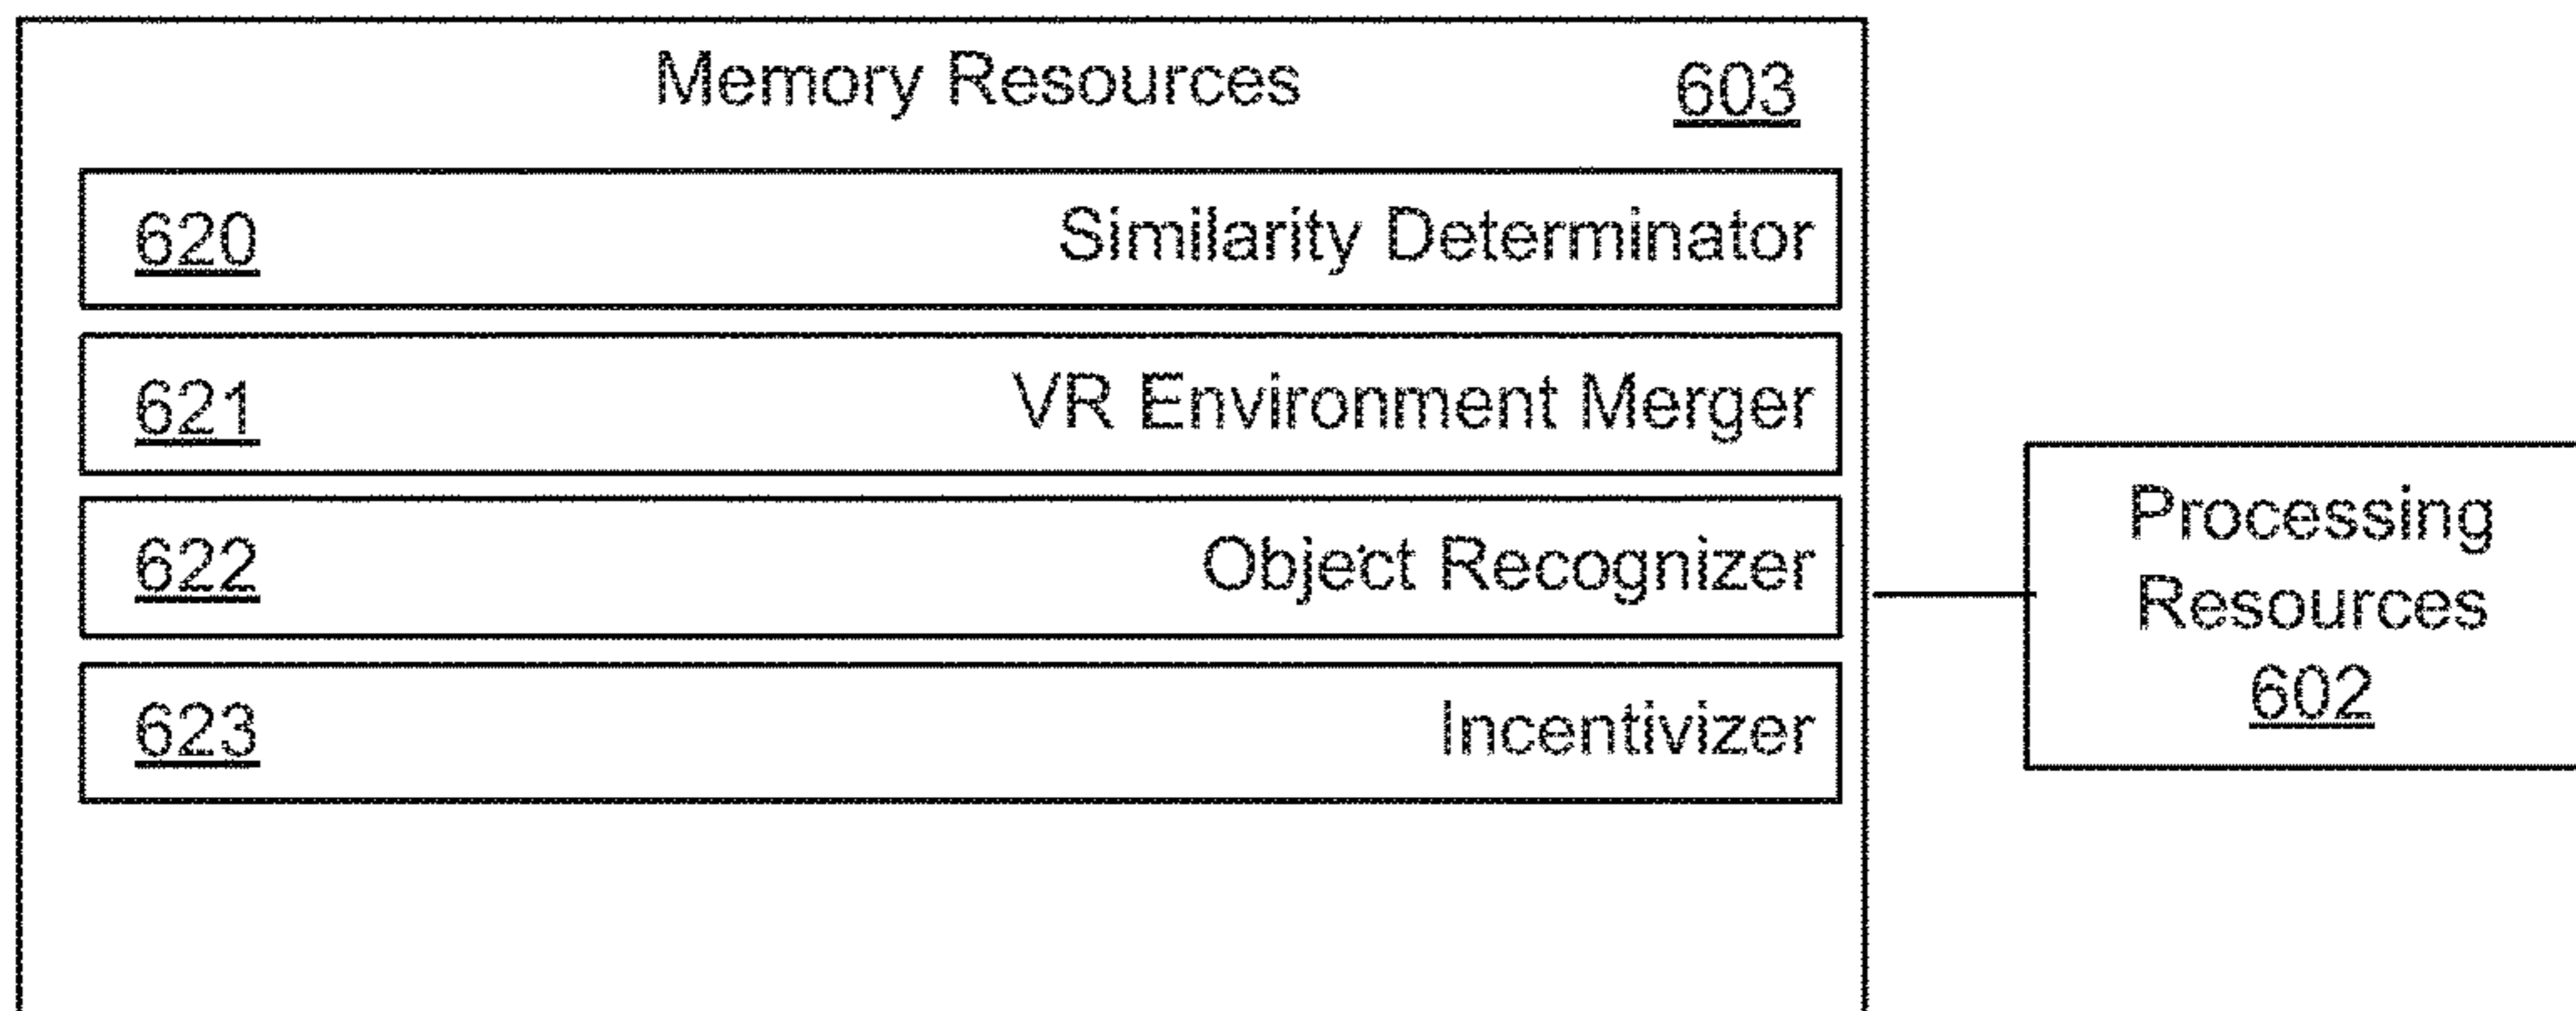 Memory Resources 603
620 Similarity Determinator
621 VR Environment Merger
622 Object Recognizer
623 Incentivizer
Processing
Resources
602